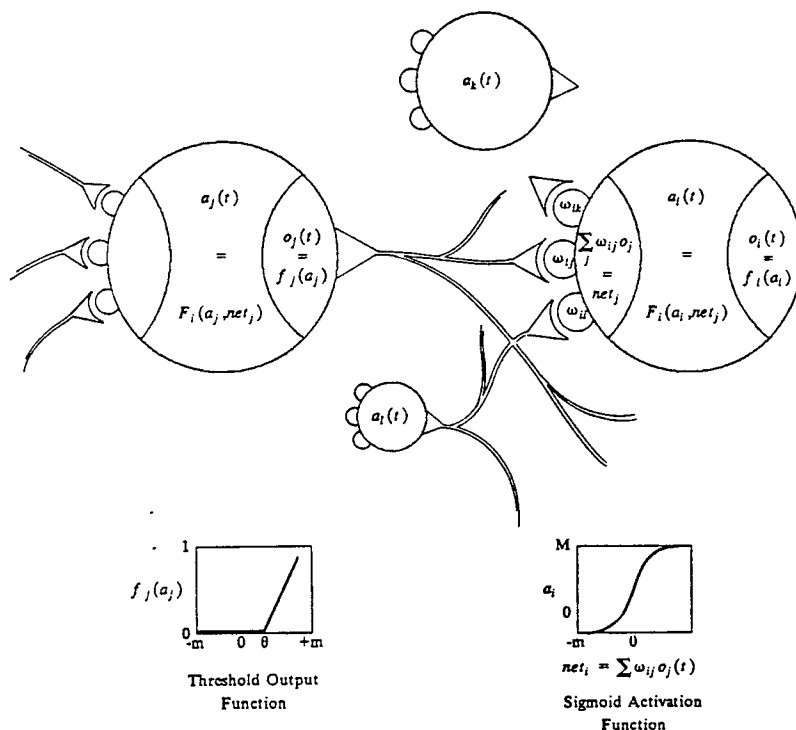 a_k(t)
a_j(t)
=
F_i(a_j,net_j)
o_j(t)
=
f_j(a_j)
ω_ik
ω_ij
ω_il
∑_j ω_ij o_j
=
net_j
a_i(t)
=
F_i(a_i,net_j)
o_i(t)
=
f_i(a_i)
a_l(t)
1
f_j(a_j)
0
-m 0 θ +m
Threshold Output
Function
M
a_i
0
-m 0
net_i = ∑ω_ij o_j(t)
Sigmoid Activation
Function